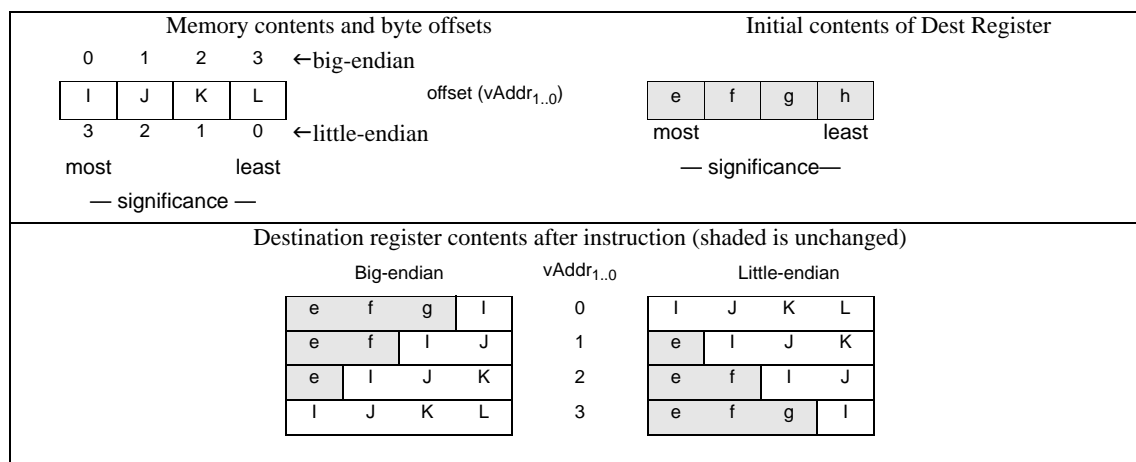 Memory contents and byte offsets
Initial contents of Dest Register
0 1 2 3 ←big-endian
I J K L offset (vAddr1..0) e f g h
3 2 1 0 ←little-endian most least
most least — significance—
— significance —
Destination register contents after instruction (shaded is unchanged)
Big-endian vAddr1..0 Little-endian
e f g I 0 I J K L
e f I J 1 e I J K
e I J K 2 e f I J
I J K L 3 e f g I